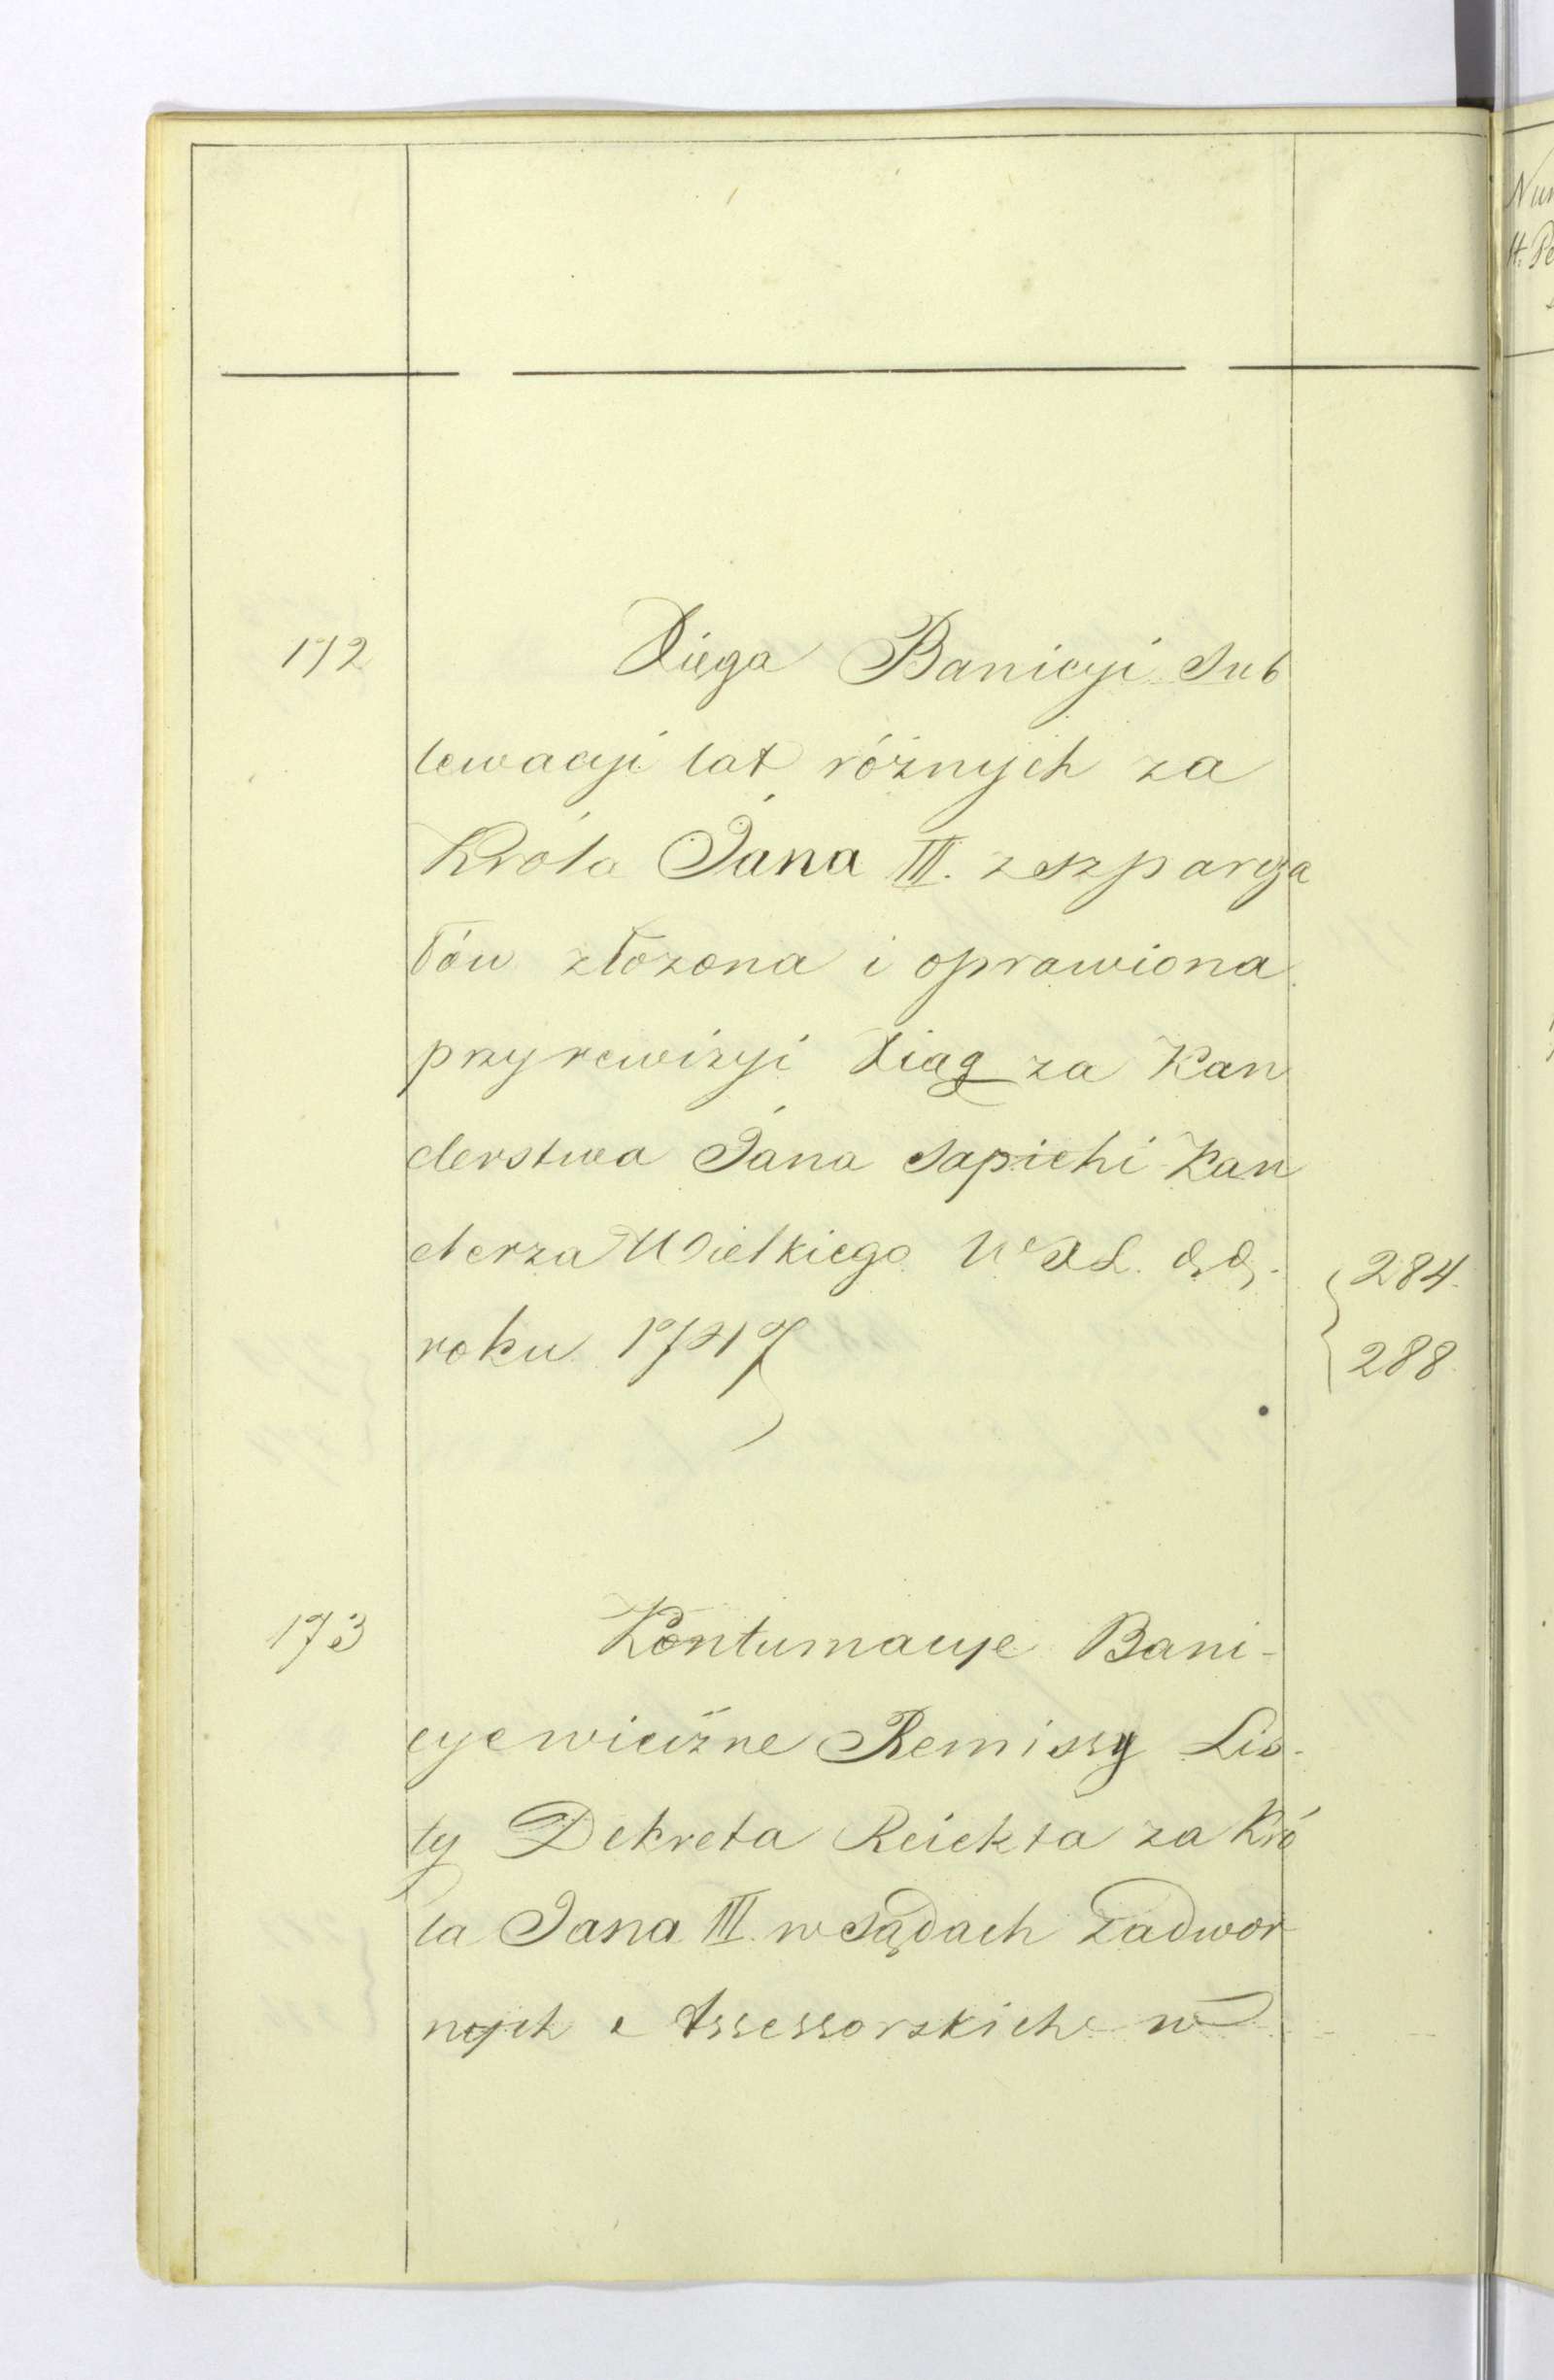 172 Xięga Banicyi Sub
lewacyi lat różnych za
Króla Jana III. z szparga
łów złozona i oprawiona
przy rewizyi Xiąg za Kan
clerstwa Jana Sapiehi Kan
clerza Wielkiego W X L.
284.
roku 1747
288
173 Kontumacye Bani-
cye wieczne Remissy Lis-
ty Dekreta Reiekta za Kró
la Jana III w Sądach Zadwor
nych e Assessorskich w